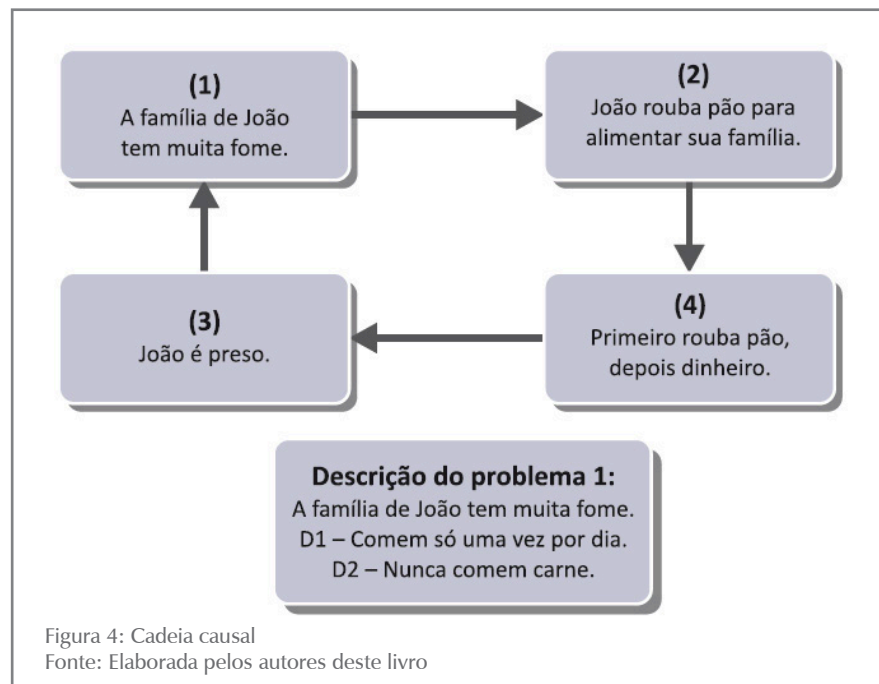 (1)
A família de João
tem muita fome.
(2)
João rouba pão para
alimentar sua família.
(3)
João é preso.
(4)
Primeiro rouba pão,
depois dinheiro.
Descrição do problema 1:
A família de João tem muita fome.
D1 – Comem só uma vez por dia.
D2 – Nunca comem carne.
Figura 4: Cadeia causal
Fonte: Elaborada pelos autores deste livro